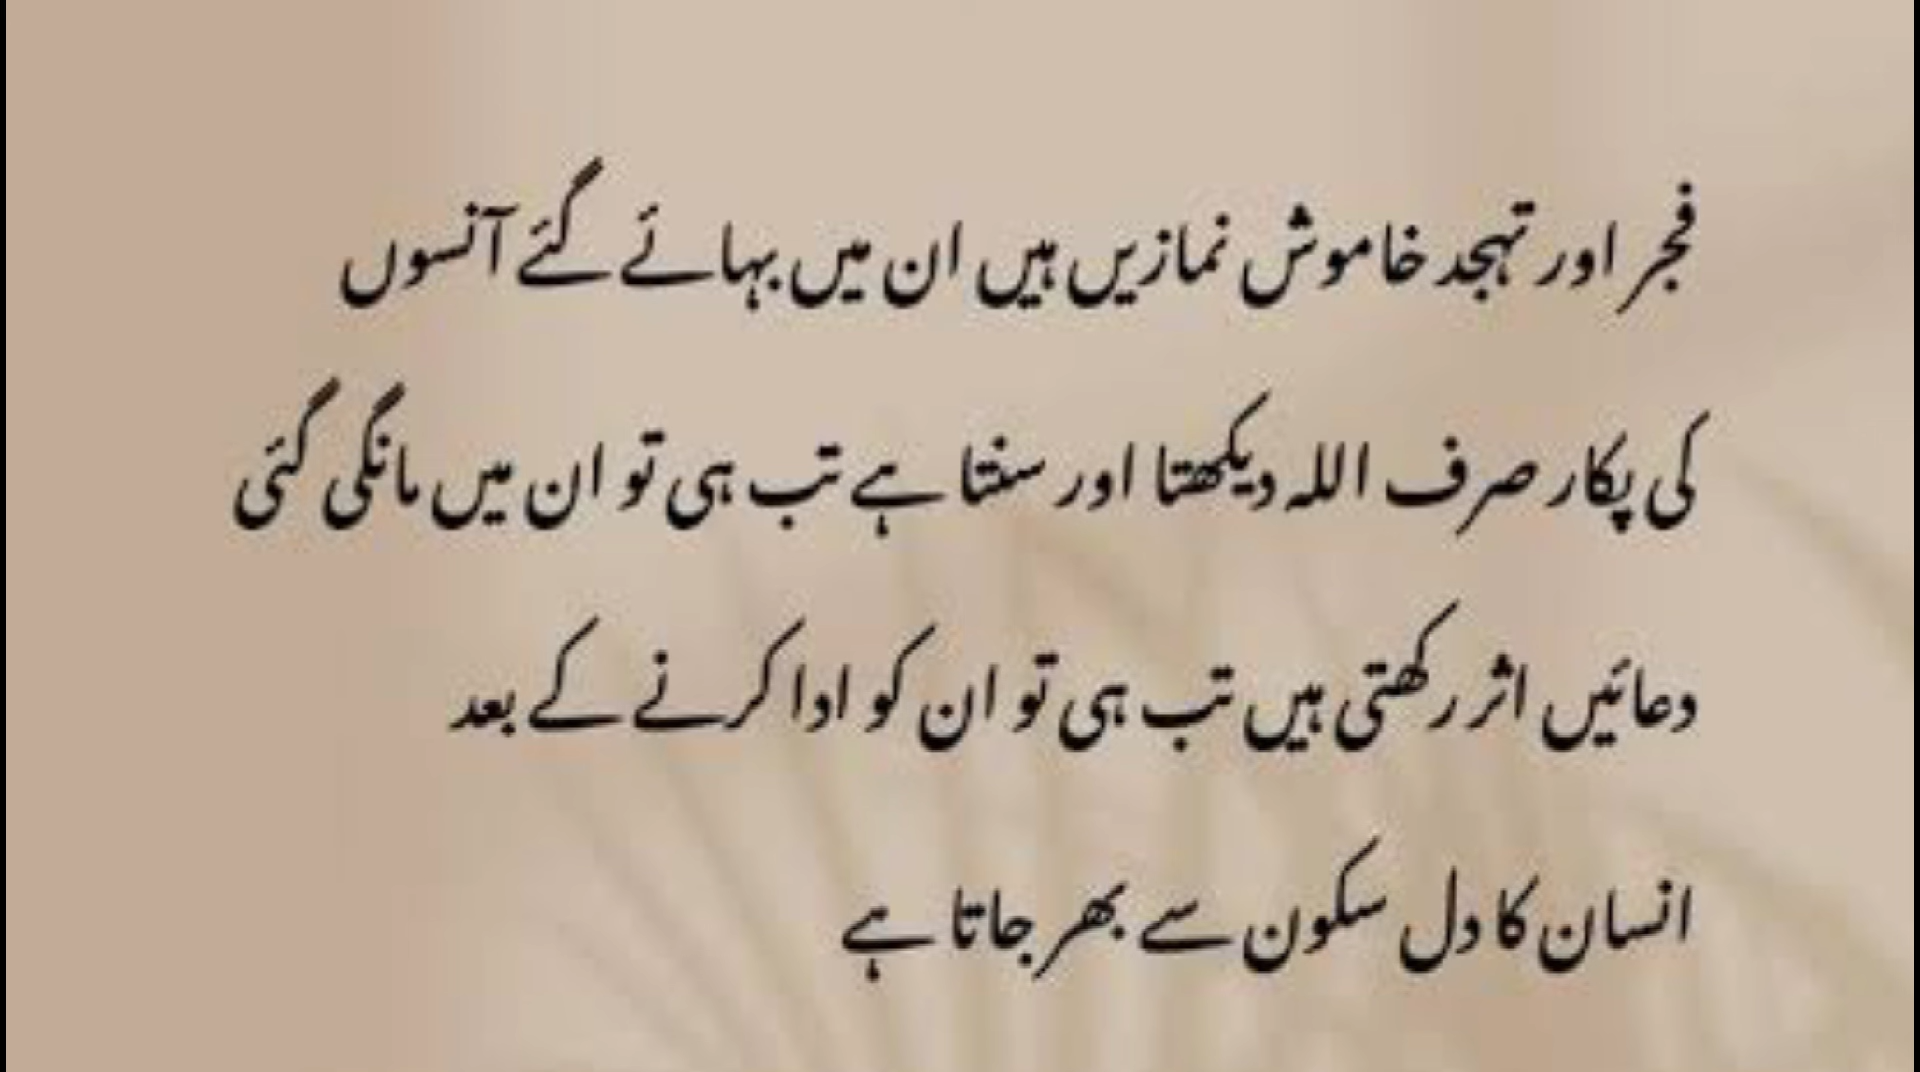 فجر اور تہجد خاموش نمازیں ہیں ان میں بہائے گئے آنسوں
کی پکار صرف اللہ دیکھتا اور سنتا ہے تب ہی تو ان میں مانگی گئی
دعائیں اثر رکھتی ہیں تب ہی تو ان کو ادا کرنے کے بعد
انسان کا دل سکون سے بھر جاتا ہے